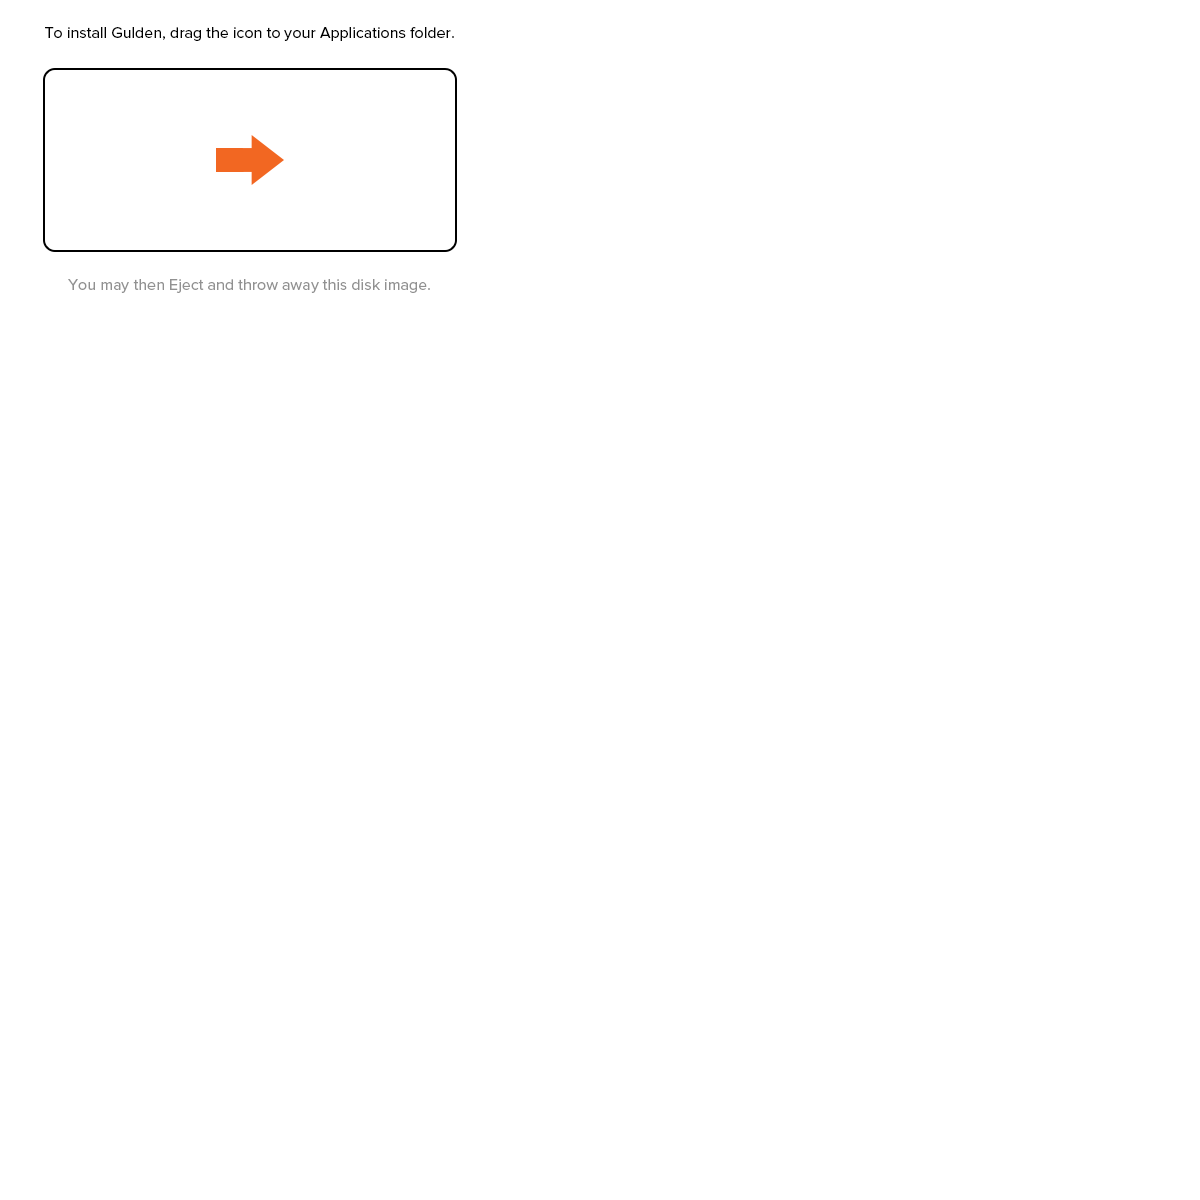 To install Gulden, drag the icon to your Applications folder.
You may then Eject and throw away this disk image.